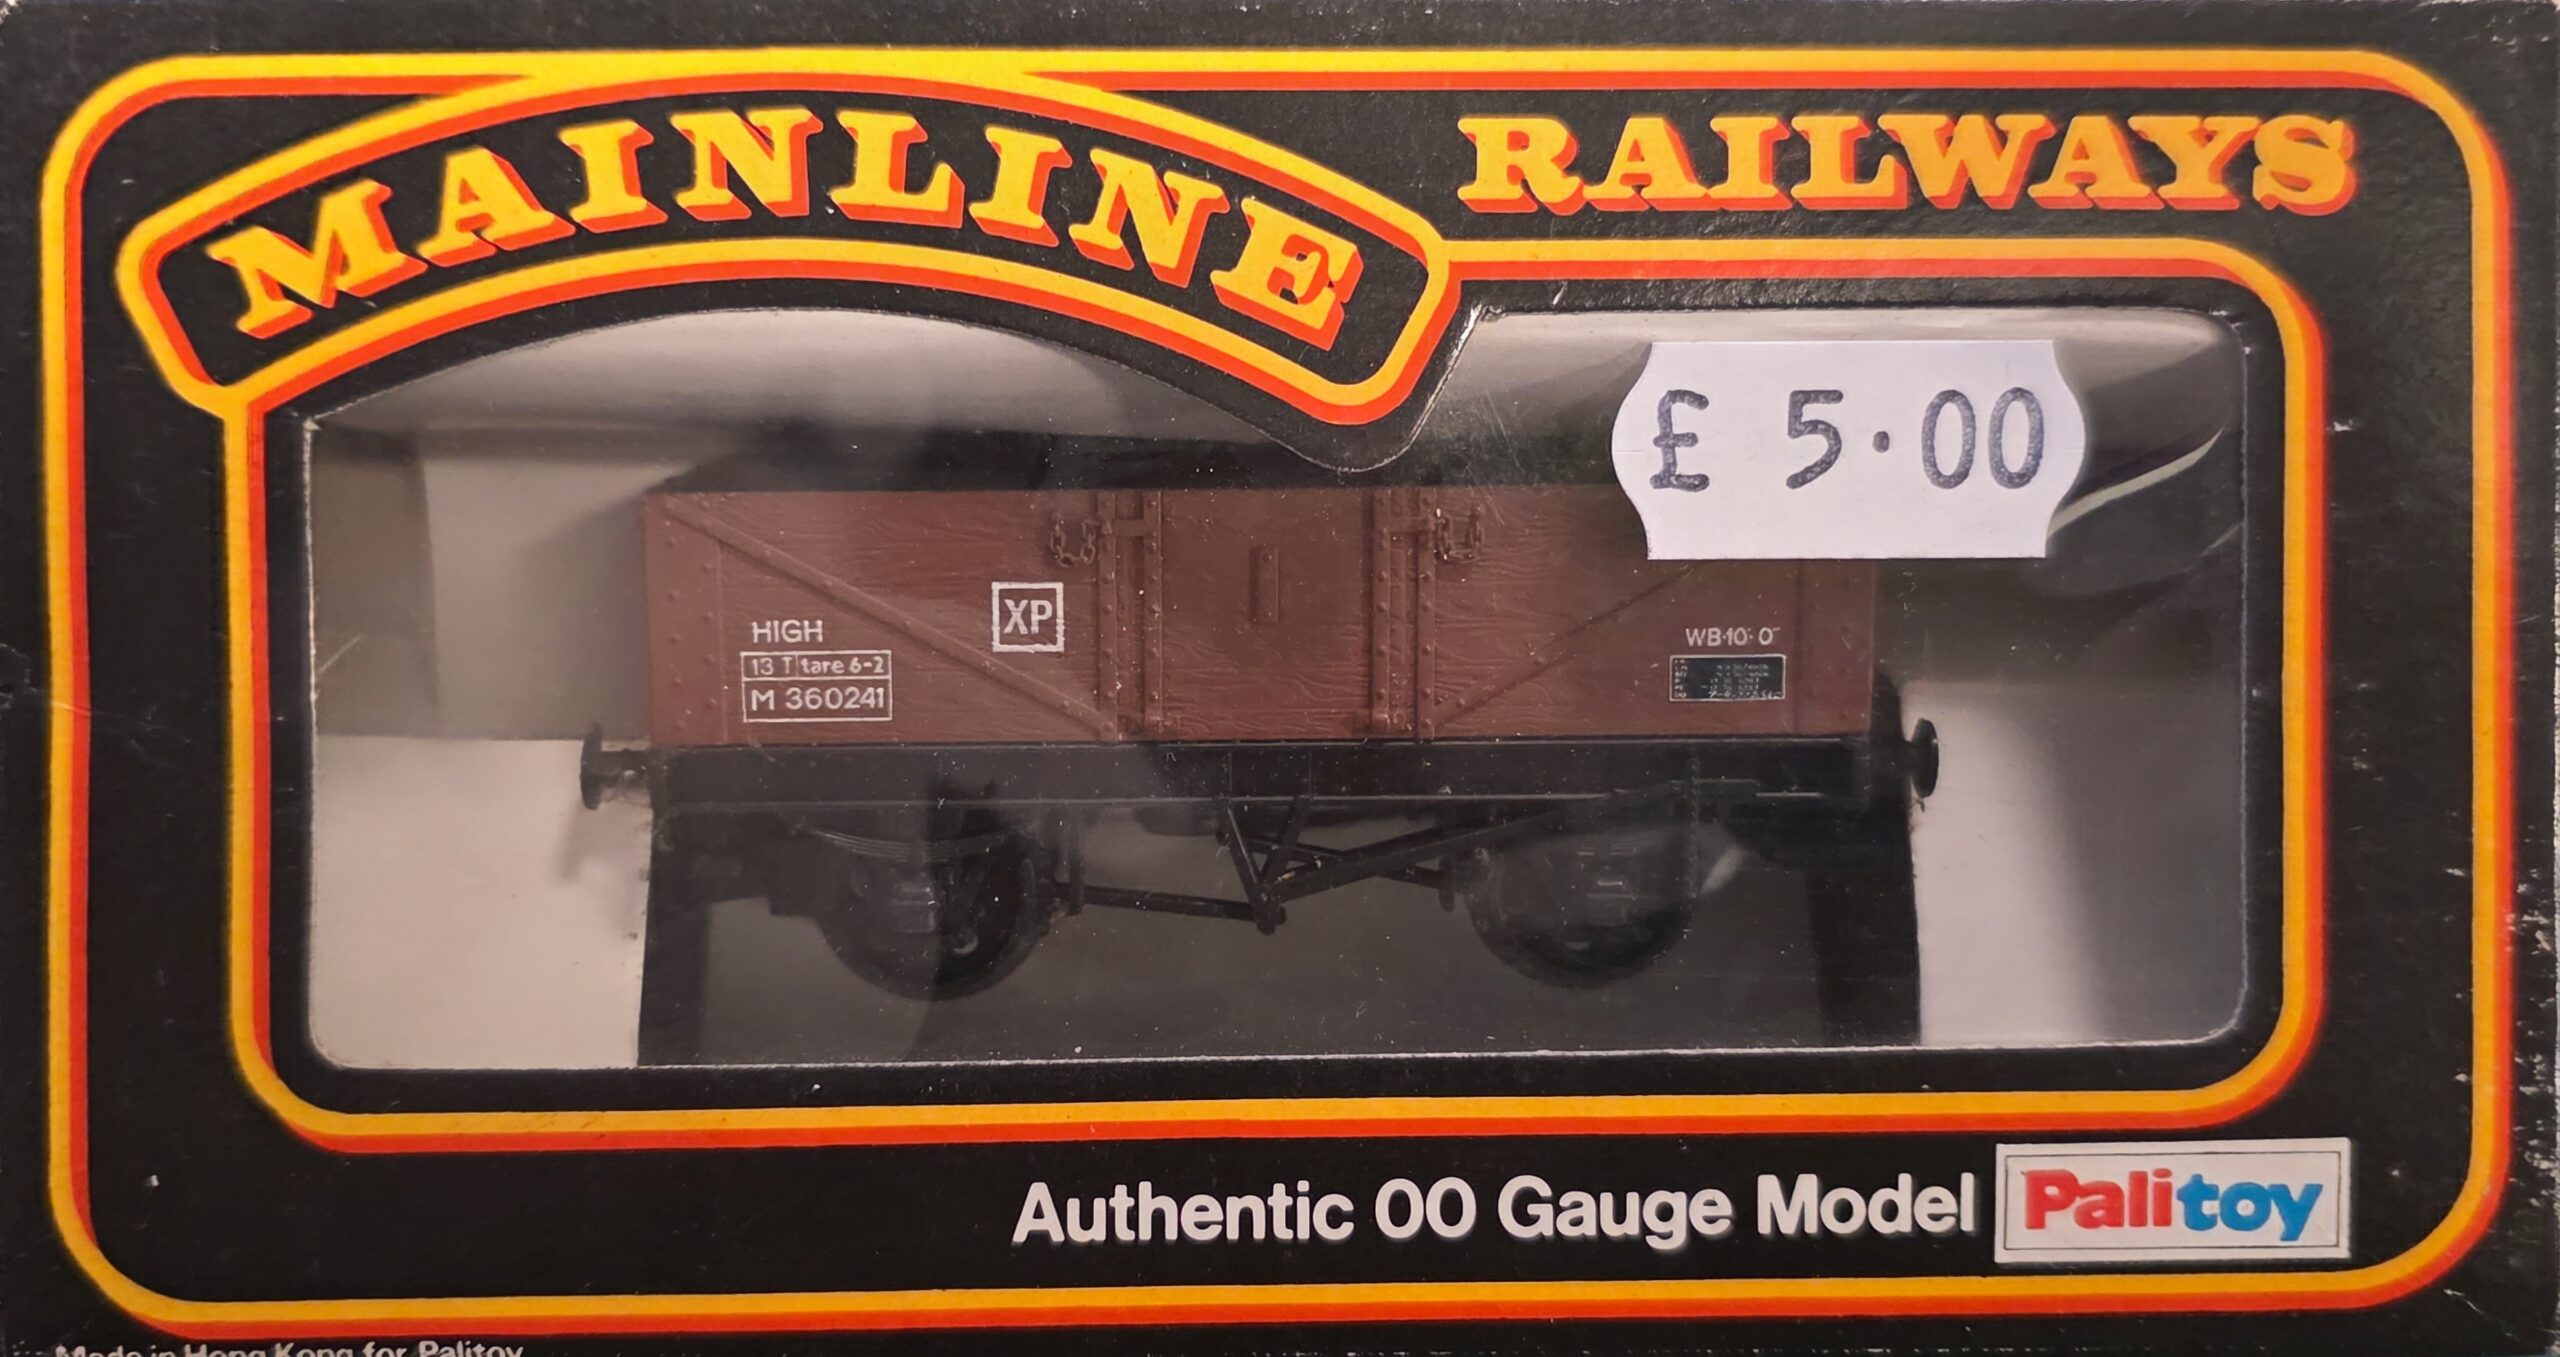 MAINLINE
RAILWAYS
£ 5.00
XP
HIGH
13 T tare 6-2
M 360241
WB·10·0
Authentic 00 Gauge Model
Palitoy
Made in Hong Kong for Palitoy